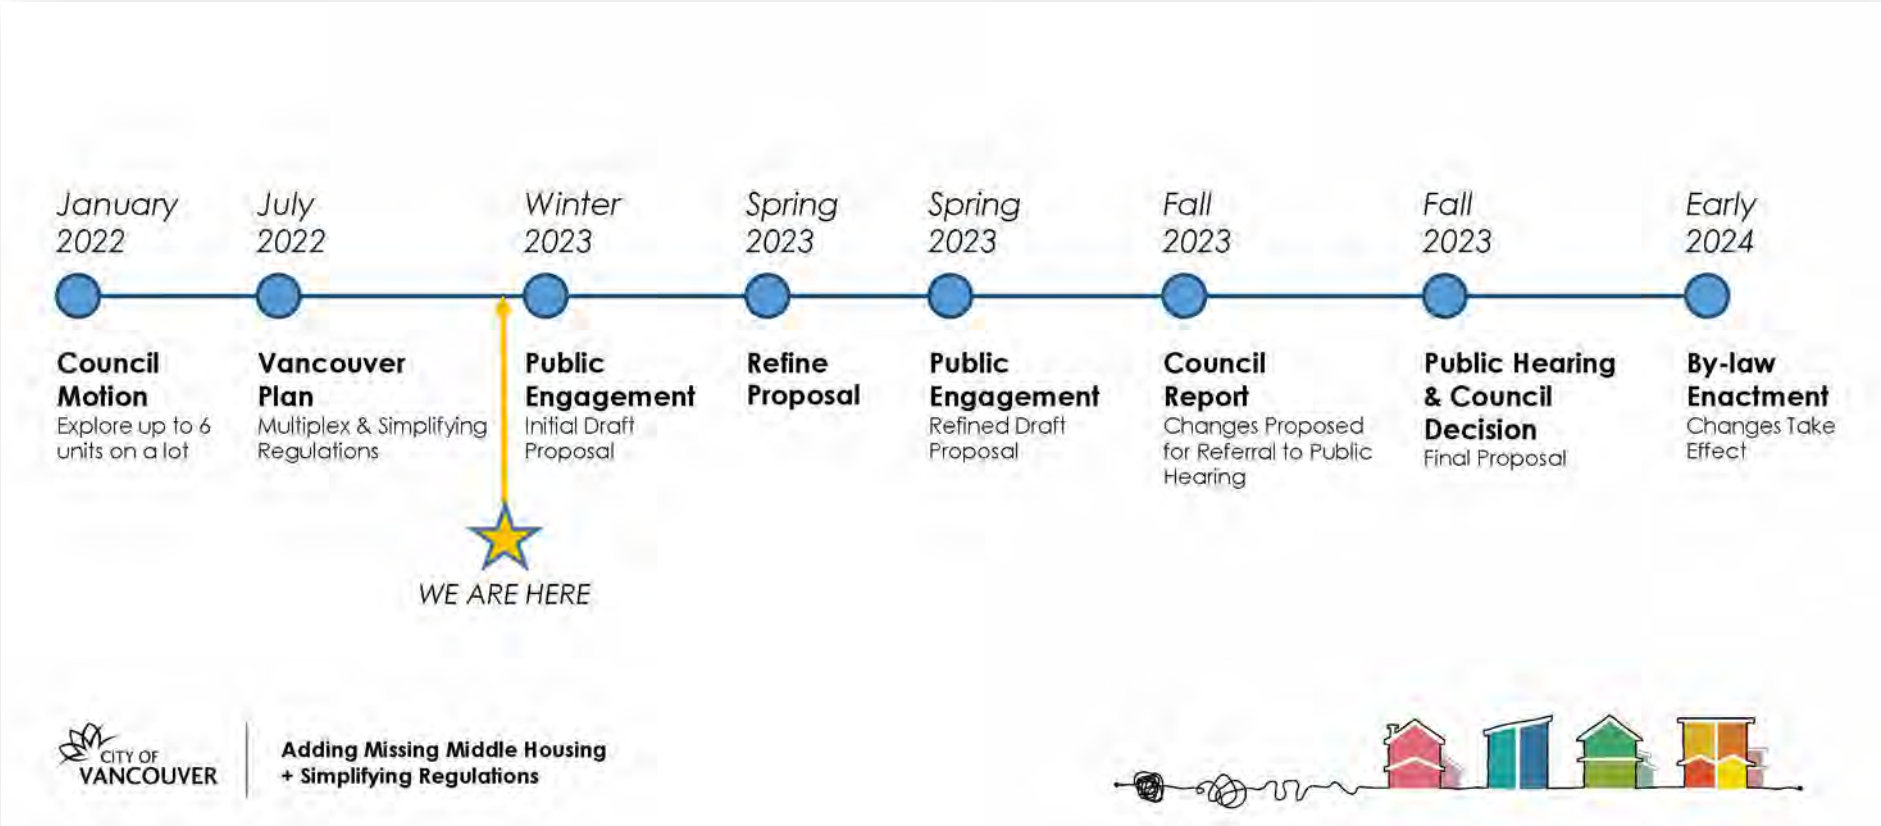 January
2022
July
2022
Winter
2023
Spring
2023
Spring
2023
Fall
2023
Fall
2023
Early
2024
Council
Motion
Explore up to 6
units on a lot
Vancouver
Plan
Multiplex & Simplifying
Regulations
Public
Engagement
Initial Draft
Proposal
Refine
Proposal
Public
Engagement
Refined Draft
Proposal
Council
Report
Changes Proposed
for Referral to Public
Hearing
Public Hearing
& Council
Decision
Final Proposal
By-law
Enactment
Changes Take
Effect
WE ARE HERE
CITY OF
VANCOUVER
Adding Missing Middle Housing
+ Simplifying Regulations